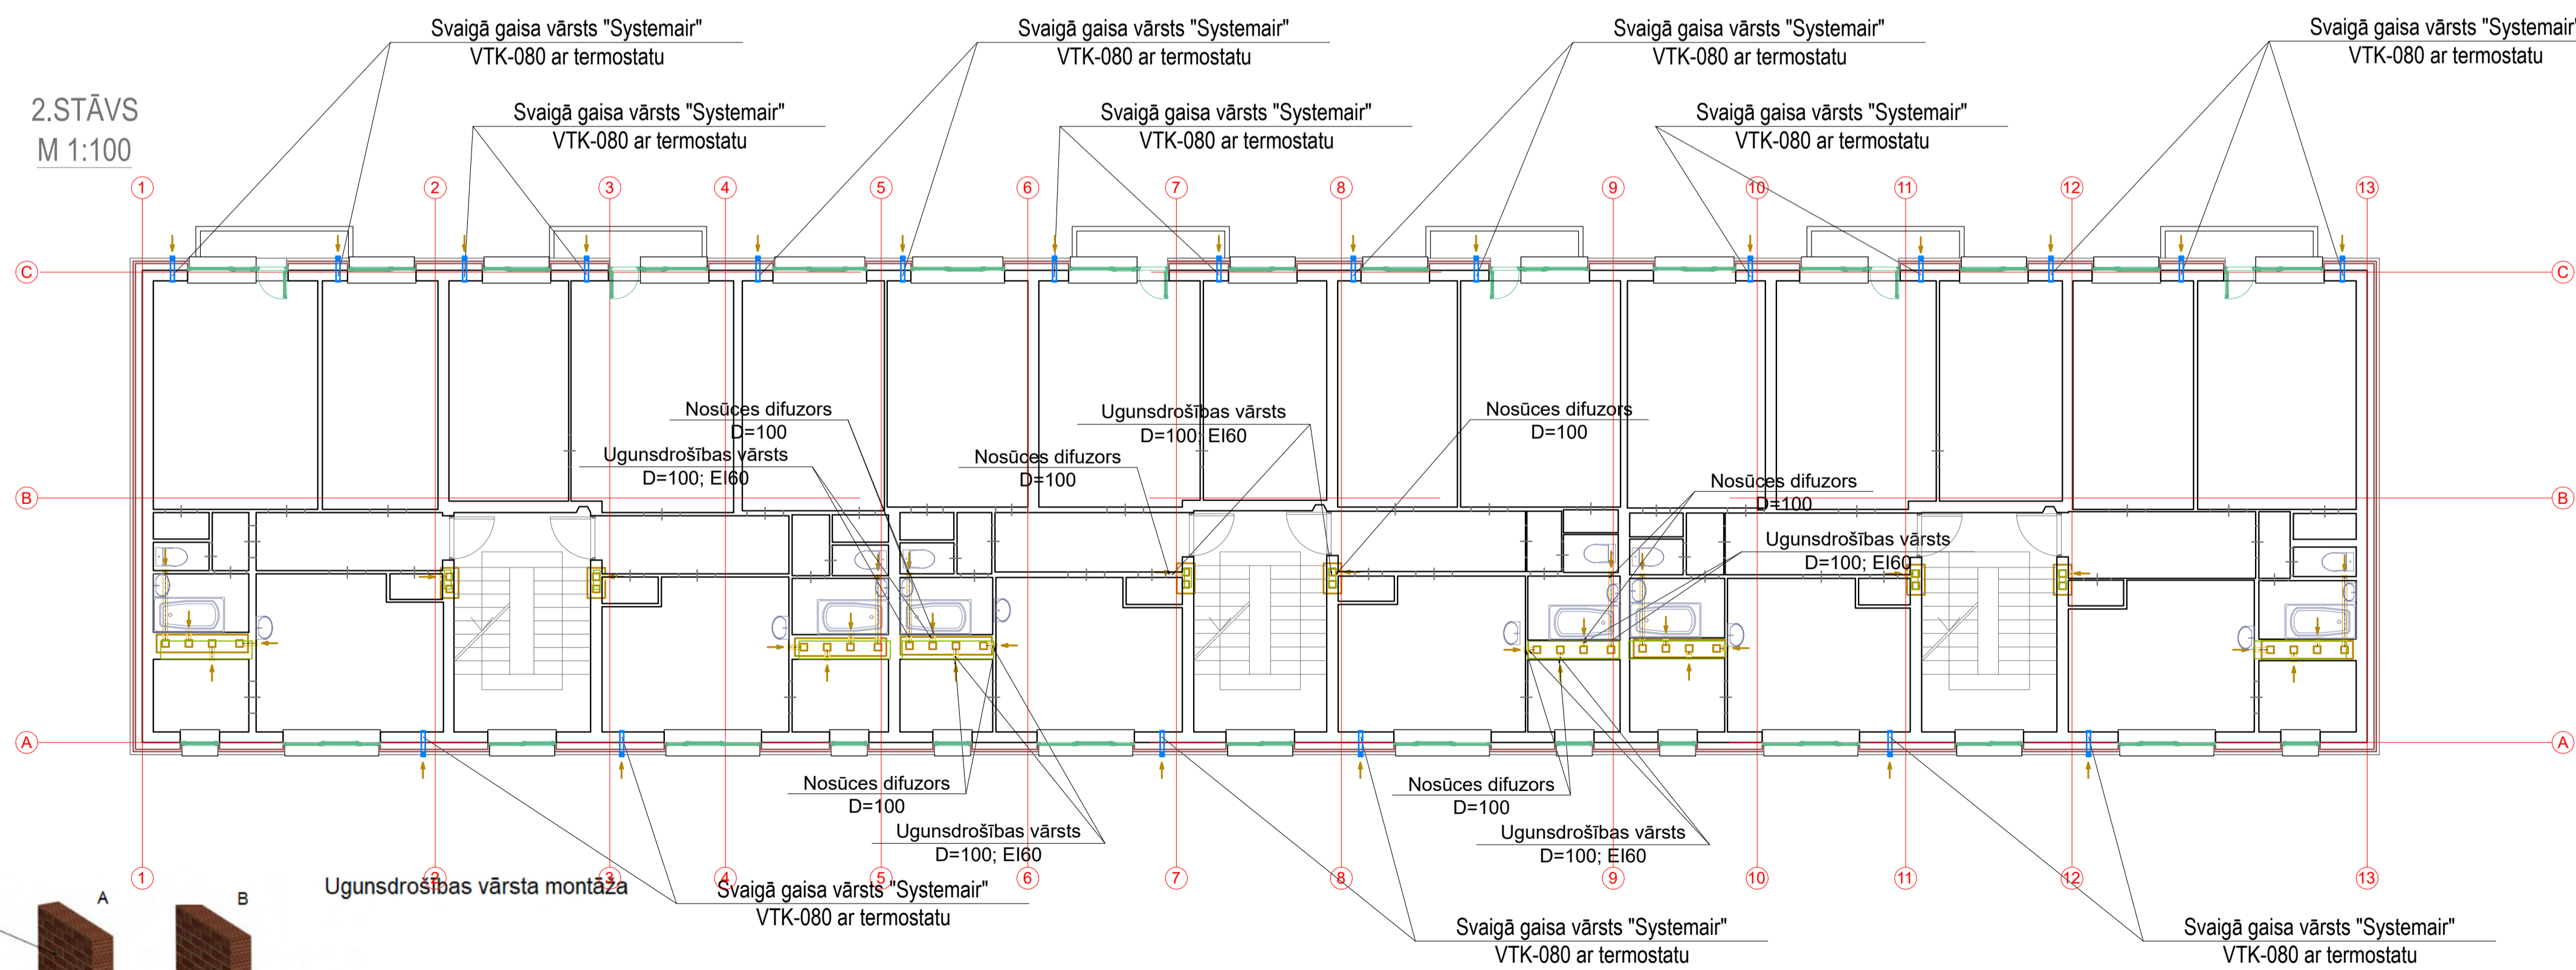 Svaigā gaisa vārsts "Systemair"
VTK-080 ar termostatu
Svaigā gaisa vārsts "Systemair"
VTK-080 ar termostatu
Svaigā gaisa vārsts "Systemair"
VTK-080 ar termostatu
Svaigā gaisa vārsts "Systemair"
VTK-080 ar termostatu
2.STĀVS
M 1:100
Svaigā gaisa vārsts "Systemair"
VTK-080 ar termostatu
Svaigā gaisa vārsts "Systemair"
VTK-080 ar termostatu
Svaigā gaisa vārsts "Systemair"
VTK-080 ar termostatu
1 2 3 4 5 6 7 8 9 10 11 12 13
C C
Nosūces difuzors
D=100
Ugunsdrošības vārsts
D=100; EI60
Nosūces difuzors
D=100
Ugunsdrošības vārsts
D=100; EI60
Nosūces difuzors
D=100
Nosūces difuzors
D=100
B B
Ugunsdrošības vārsts
D=100; EI60
A A
Nosūces difuzors
D=100
Ugunsdrošības vārsts
D=100; EI60
Nosūces difuzors
D=100
Ugunsdrošības vārsts
D=100; EI60
1 2 3 4 5 6 7 8 9 10 11 12 13
A B
Ugunsdrošības vārsta montāža
Svaigā gaisa vārsts "Systemair"
VTK-080 ar termostatu
Svaigā gaisa vārsts "Systemair"
VTK-080 ar termostatu
Svaigā gaisa vārsts "Systemair"
VTK-080 ar termostatu